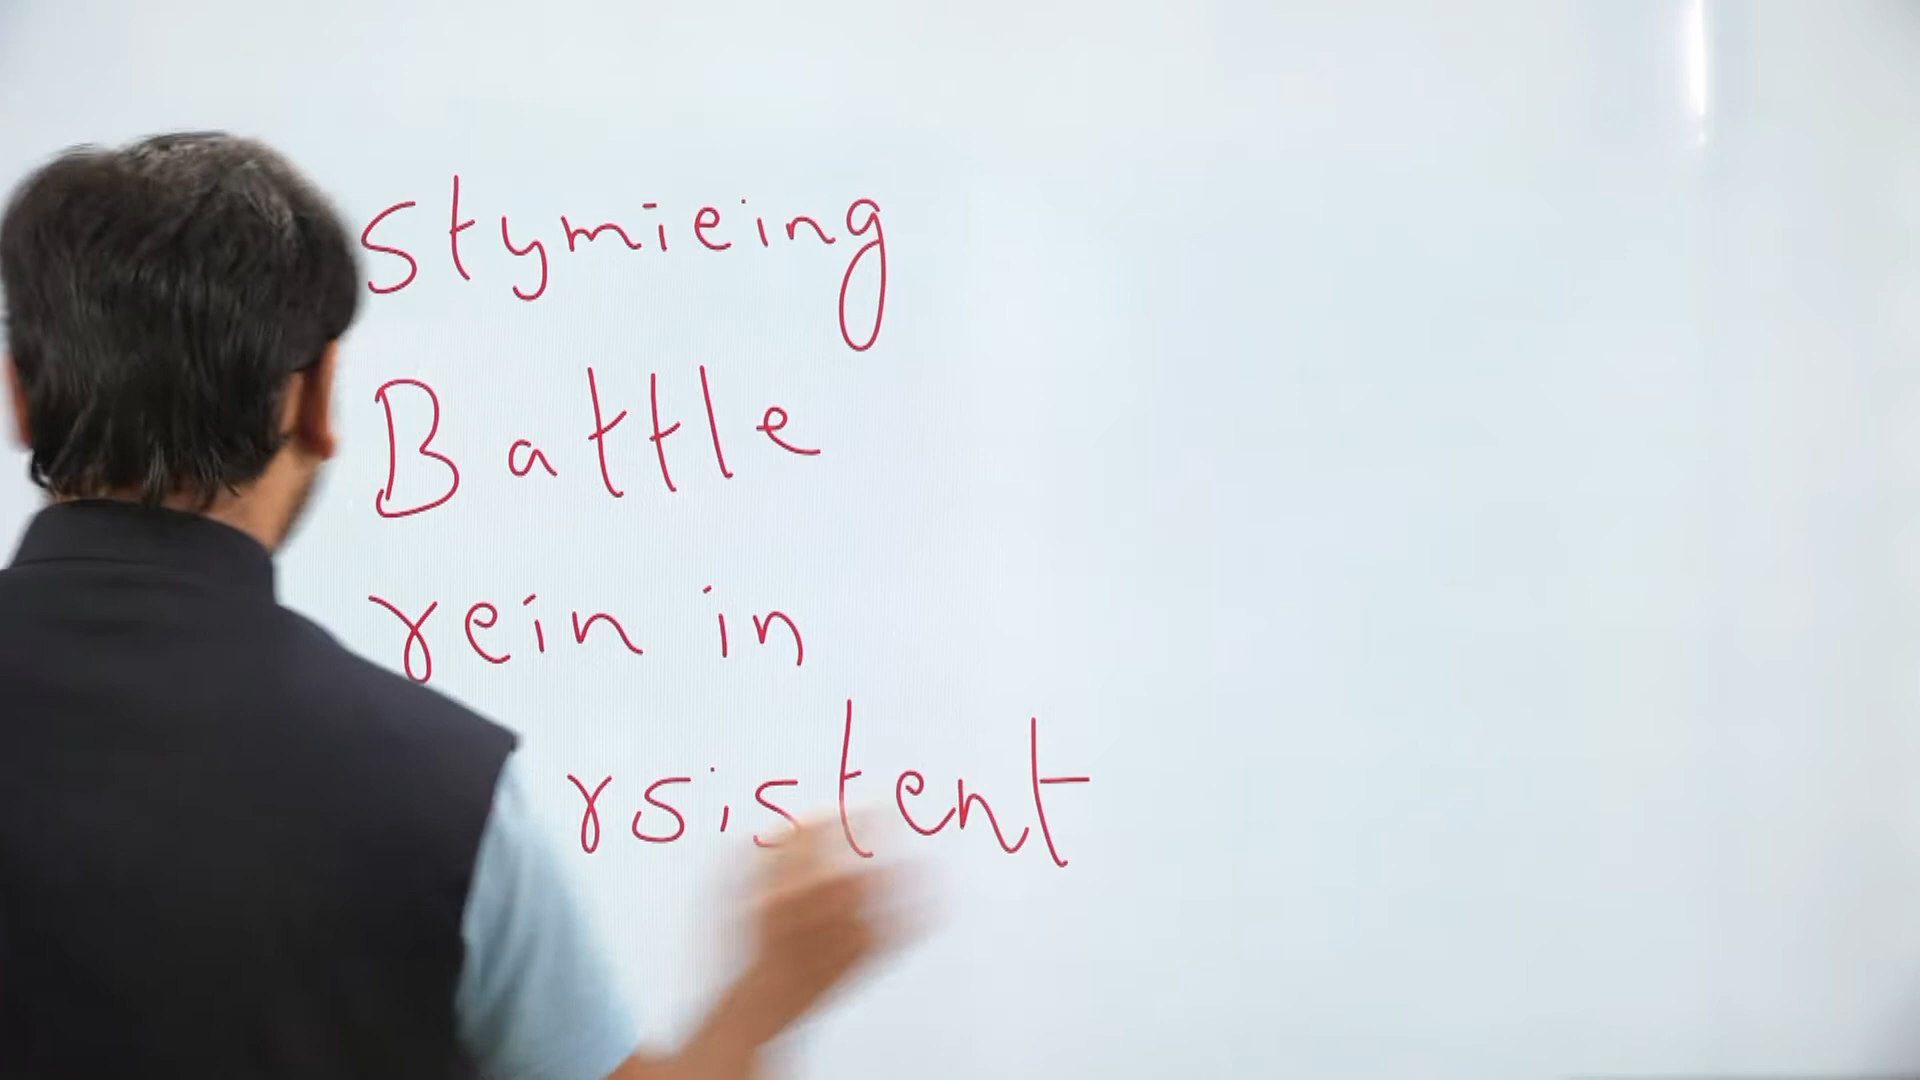 Stymieing
Battle
rein in
rsistent